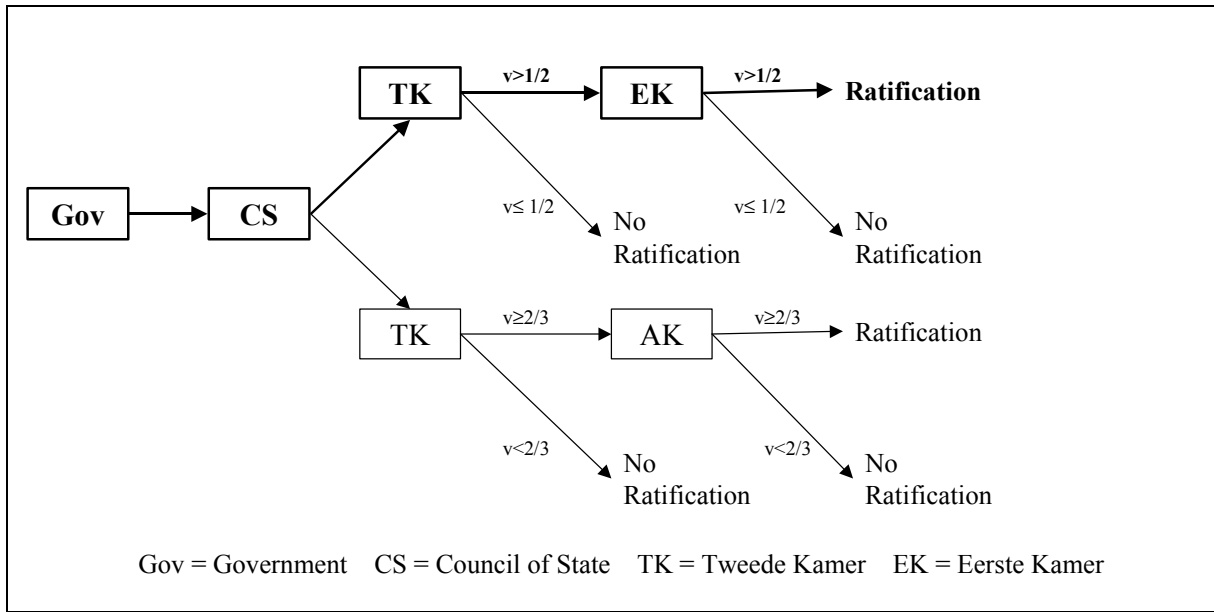 TK v>1/2 EK v>1/2 Ratification
Gov CS v≤ 1/2 No Ratification v≤ 1/2 No Ratification
TK v≥2/3 AK v≥2/3 Ratification
v<2/3 No Ratification v<2/3 No Ratification
Gov = Government CS = Council of State TK = Tweede Kamer EK = Eerste Kamer